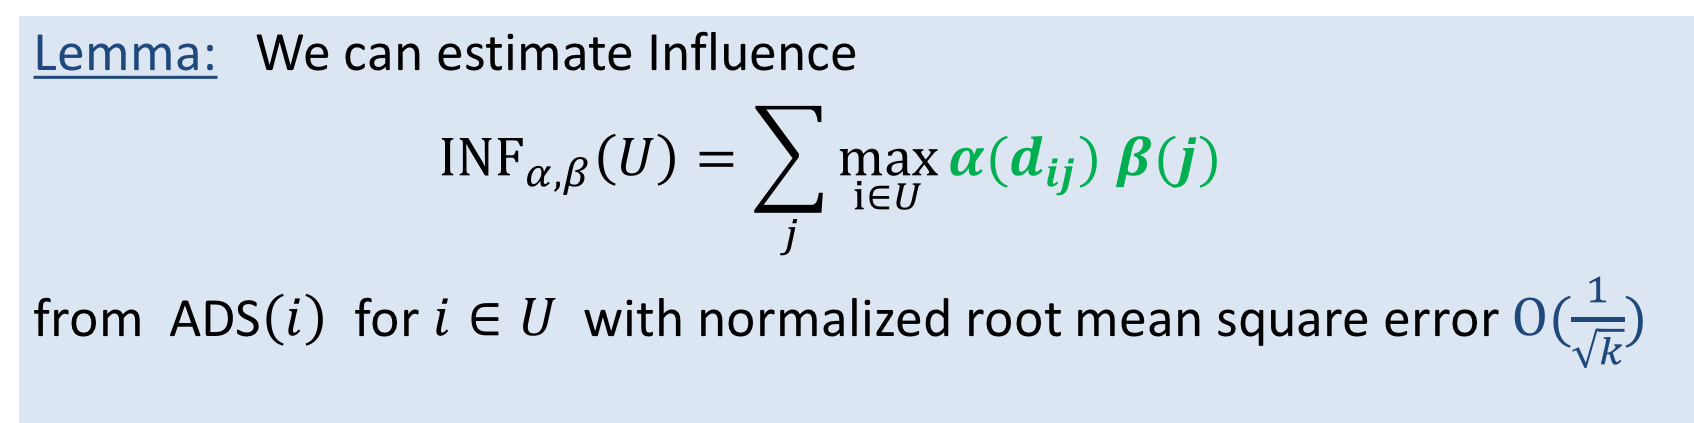 Lemma: We can estimate Influence
INF_{α,β}(U) = ∑_j max_{i∈U} α(d_{ij}) β(j)
from ADS(i) for i ∈ U with normalized root mean square error O(1/√k)